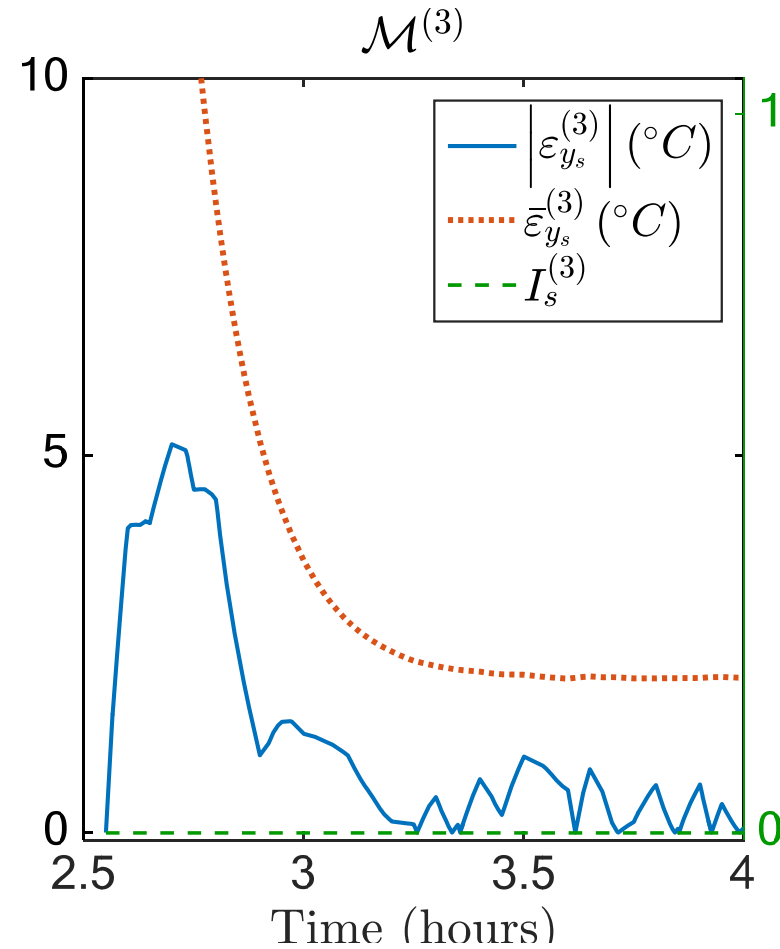 𝓜⁽³⁾
10
5
0
1
0
|ε_{y_s}^{(3)}| (°C)
ε̄_{y_s}^{(3)} (°C)
I_s^{(3)}
2.5 3 3.5 4
Time (hours)